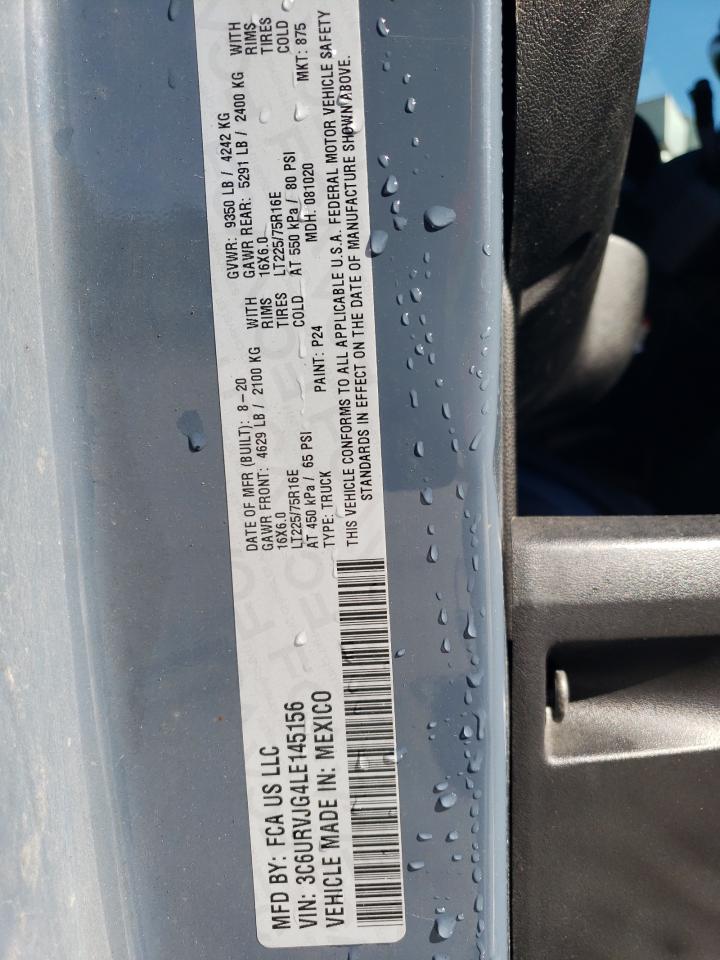 MFD BY: FCA US LLC
VIN: 3C6URVJG4LE145156
VEHICLE MADE IN: MEXICO
DATE OF MFR (BUILT): 8-20 GVWR: 9350 LB / 4242 KG
GAWR FRONT: 4629 LB / 2100 KG WITH GAWR REAR: 5291 LB / 2400 KG WITH
16X6.0 RIMS 16X6.0 RIMS
LT225/75R16E TIRES LT225/75R16E TIRES
AT 450 kPa / 65 PSI COLD AT 550 kPa / 80 PSI COLD
TYPE: TRUCK PAINT: P24 MDH: 081020 MKT: 875
THIS VEHICLE CONFORMS TO ALL APPLICABLE U.S.A. FEDERAL MOTOR VEHICLE SAFETY
STANDARDS IN EFFECT ON THE DATE OF MANUFACTURE SHOWN ABOVE.